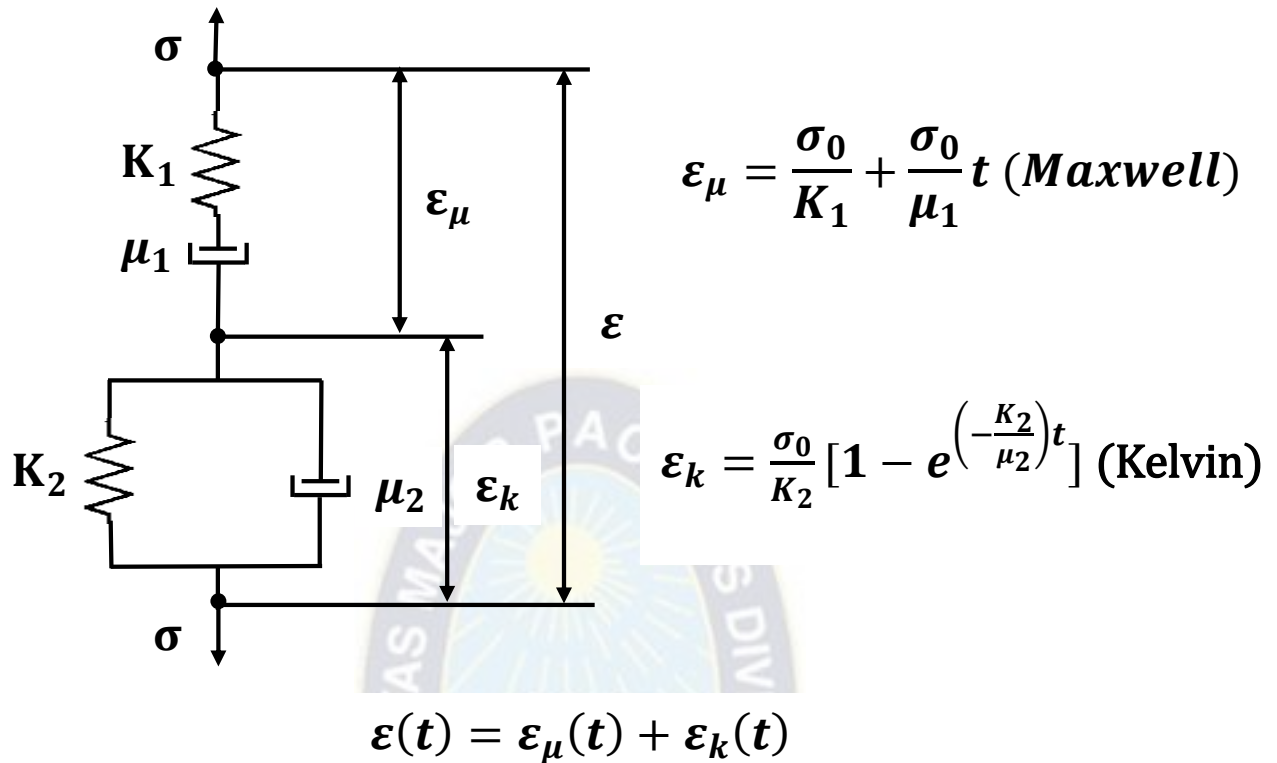 σ
K₁
μ₁
ε_μ
ε_μ = σ₀/K₁ + σ₀/μ₁ t (Maxwell)
ε
K₂
μ₂
ε_k
ε_k = σ₀/K₂ [1 − e^(−K₂/μ₂)t] (Kelvin)
σ
ε(t) = ε_μ(t) + ε_k(t)